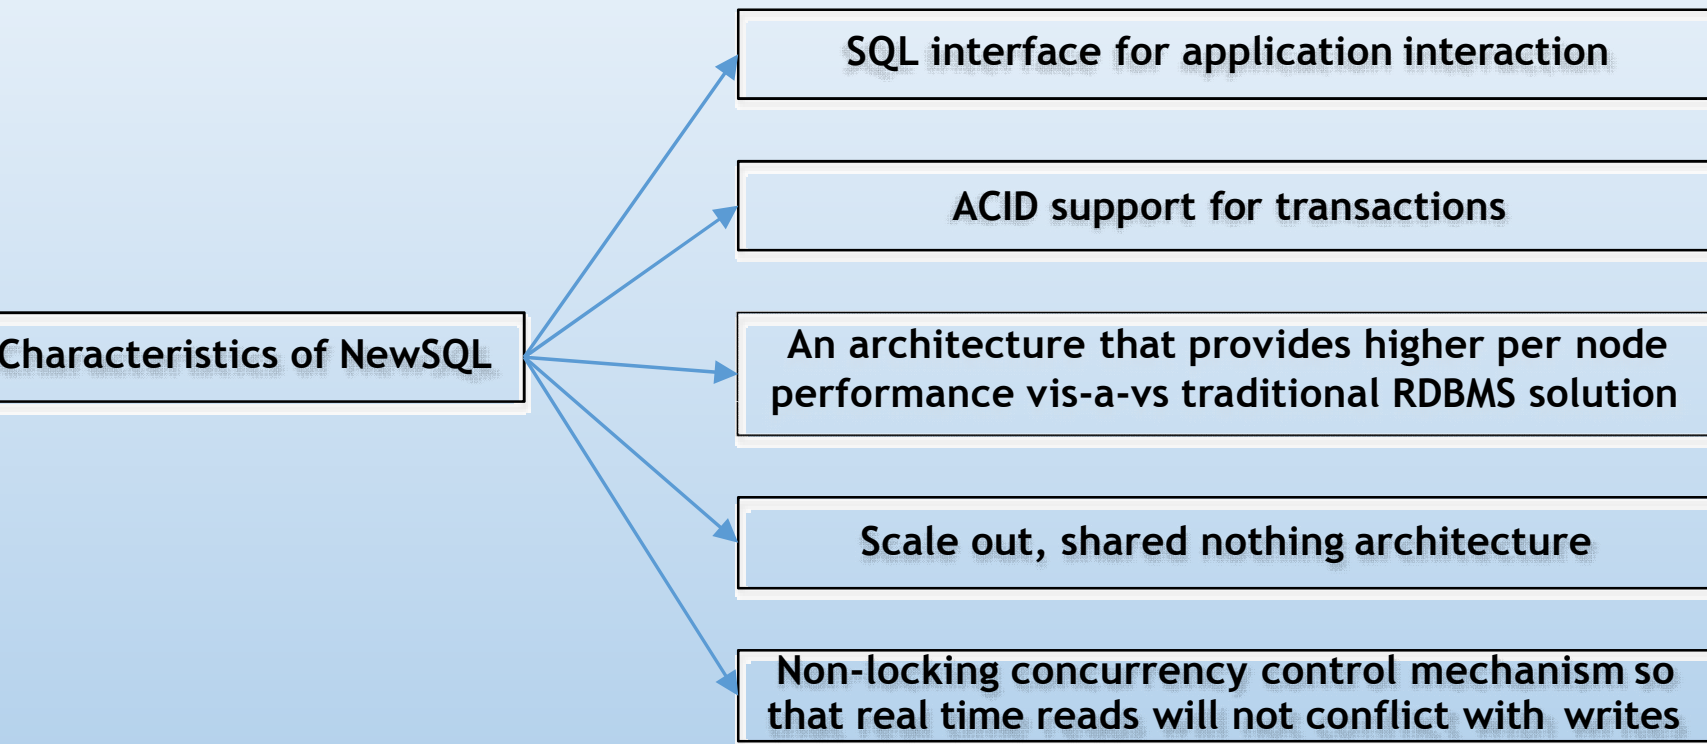 SQL interface for application interaction
ACID support for transactions
Characteristics of NewSQL
An architecture that provides higher per node
performance vis-a-vs traditional RDBMS solution
Scale out, shared nothing architecture
Non-locking concurrency control mechanism so
that real time reads will not conflict with writes